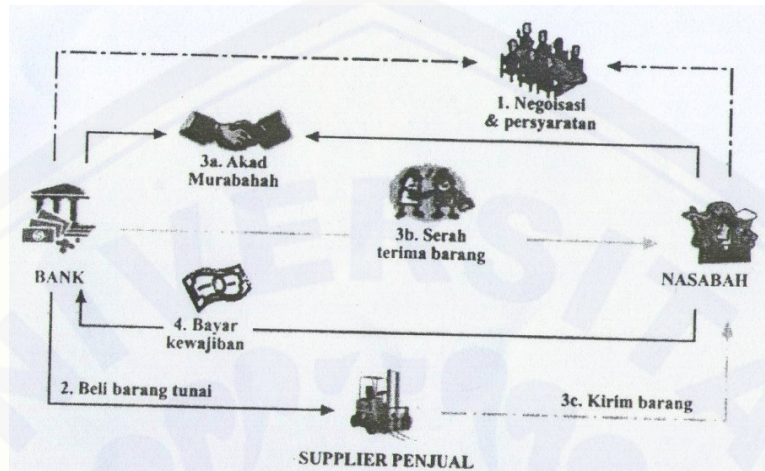 1. Negoisasi
& persyaratan
3a. Akad
Murabahah
3b. Serah
terima barang
BANK
NASABAH
4. Bayar
kewajiban
2. Beli barang tunai
3c. Kirim barang
SUPPLIER PENJUAL
UNIVERSITA